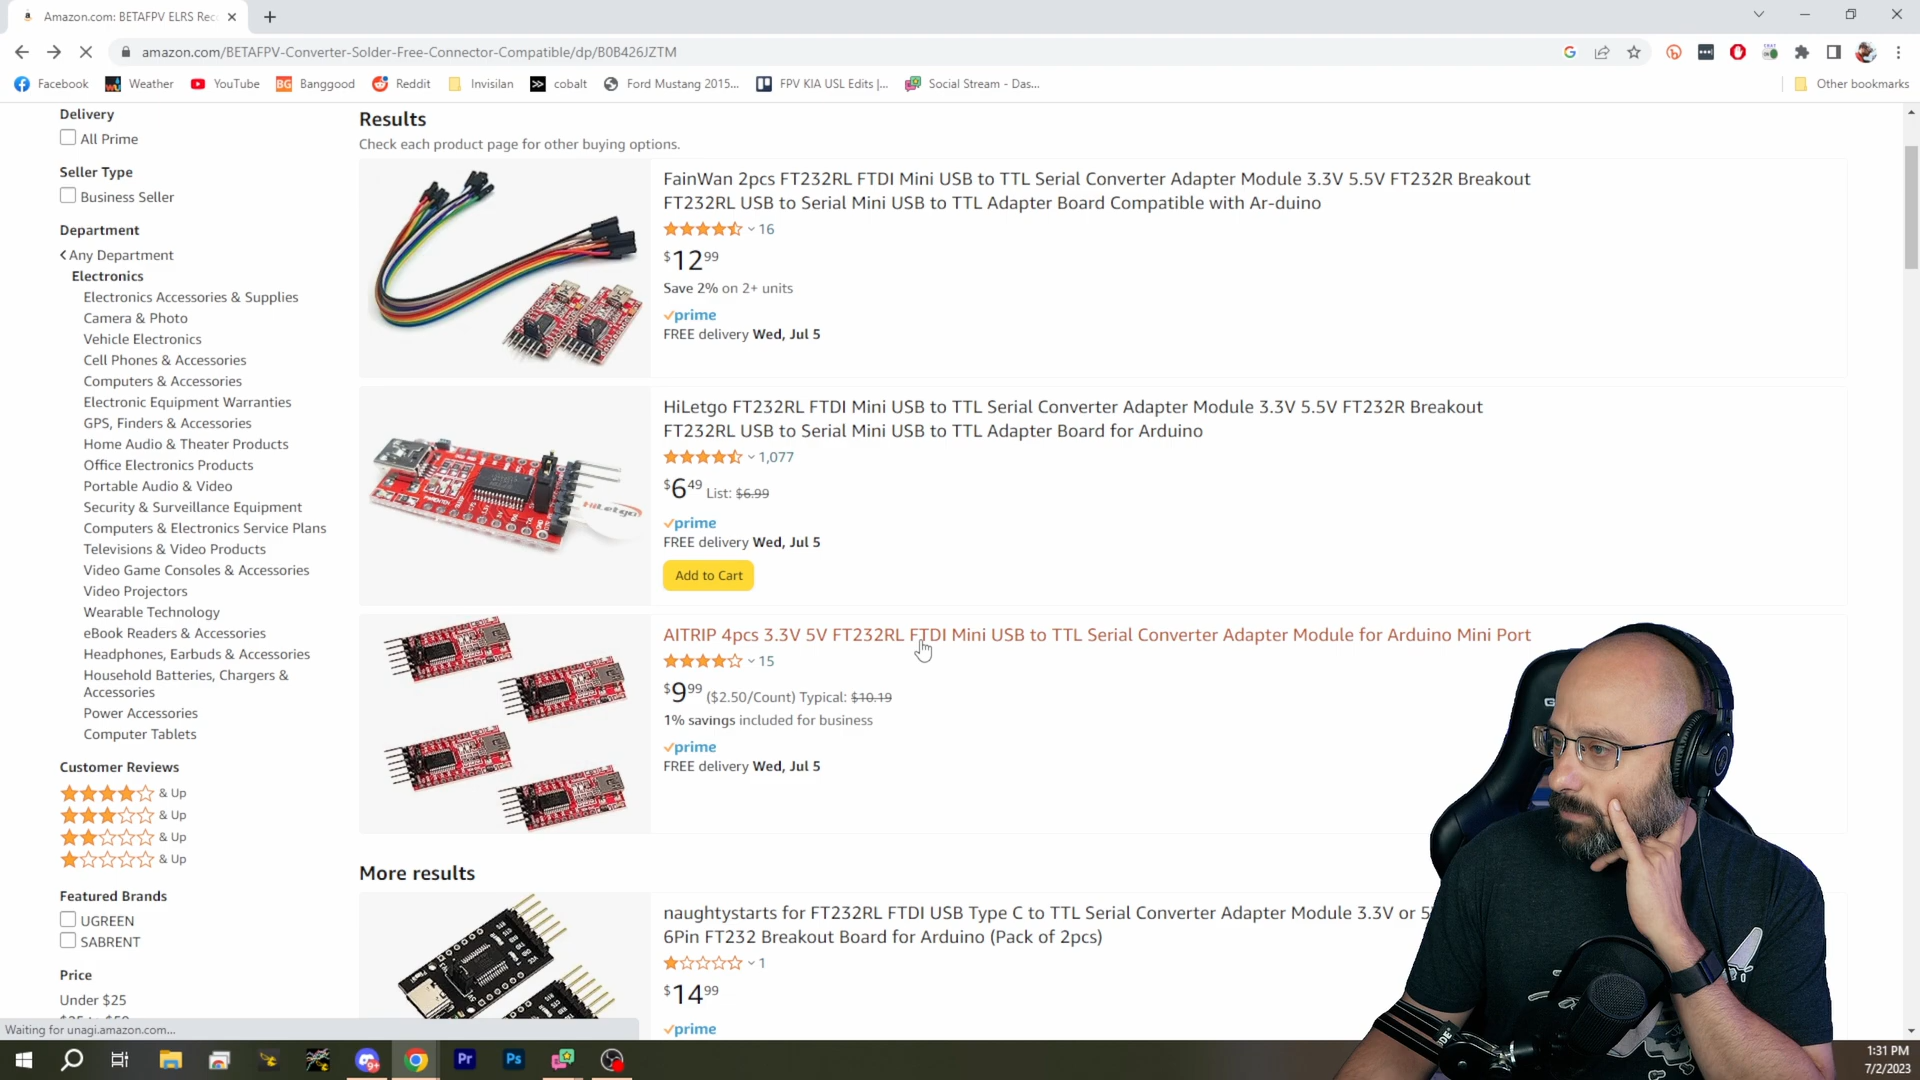 Amazon.com: BETAFPV ELRS Rec
amazon.com/BETAFPV-Converter-Solder-Free-Connector-Compatible/dp/B0B426JZTM
Facebook
Weather
YouTube
BG Banggood
Reddit
Invisilan
cobalt
Ford Mustang 2015...
FPV KIA USL Edits |...
Social Stream - Das...
Other bookmarks
Delivery
All Prime
Seller Type
Business Seller
Department
Any Department
Electronics
Electronics Accessories & Supplies
Camera & Photo
Vehicle Electronics
Cell Phones & Accessories
Computers & Accessories
Electronic Equipment Warranties
GPS, Finders & Accessories
Home Audio & Theater Products
Office Electronics Products
Portable Audio & Video
Security & Surveillance Equipment
Computers & Electronics Service Plans
Televisions & Video Products
Video Game Consoles & Accessories
Video Projectors
Wearable Technology
eBook Readers & Accessories
Headphones, Earbuds & Accessories
Household Batteries, Chargers &
Accessories
Power Accessories
Computer Tablets
Customer Reviews
& Up
& Up
& Up
& Up
Featured Brands
UGREEN
SABRENT
Price
Under $25
Waiting for unagi.amazon.com...
Results
Check each product page for other buying options.
FainWan 2pcs FT232RL FTDI Mini USB to TTL Serial Converter Adapter Module 3.3V 5.5V FT232R Breakout
FT232RL USB to Serial Mini USB to TTL Adapter Board Compatible with Ar-duino
16
$12 99
Save 2% on 2+ units
prime
FREE delivery Wed, Jul 5
HiLetgo
HiLetgo FT232RL FTDI Mini USB to TTL Serial Converter Adapter Module 3.3V 5.5V FT232R Breakout
FT232RL USB to Serial Mini USB to TTL Adapter Board for Arduino
1,077
$6 49 List: $6.99
prime
FREE delivery Wed, Jul 5
Add to Cart
AITRIP 4pcs 3.3V 5V FT232RL FTDI Mini USB to TTL Serial Converter Adapter Module for Arduino Mini Port
15
$9 99 ($2.50/Count) Typical: $10.19
1% savings included for business
prime
FREE delivery Wed, Jul 5
More results
naughtystarts for FT232RL FTDI USB Type C to TTL Serial Converter Adapter Module 3.3V or 5
6Pin FT232 Breakout Board for Arduino (Pack of 2pcs)
1
$14 99
prime
Pr
Ps
1:31 PM
7/2/2023